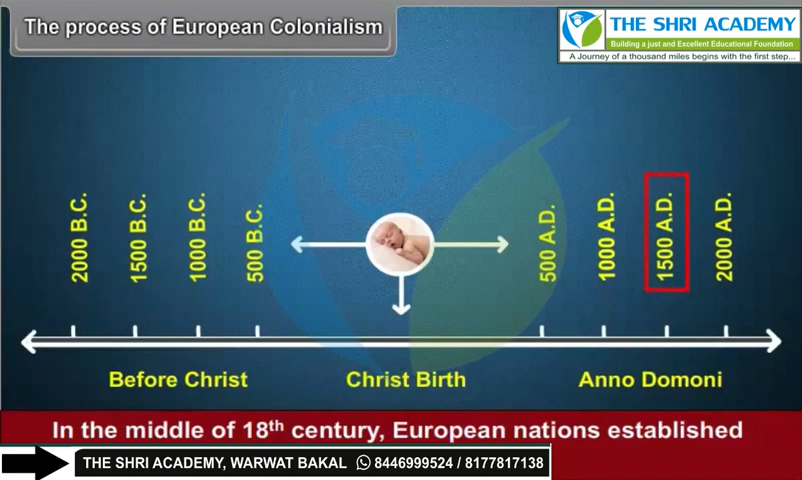 The process of European Colonialism
THE SHRI ACADEMY
Building a just and Excellent Educational Foundation
A Journey of a thousand miles begins with the first step...
2000 B.C.
1500 B.C.
1000 B.C.
500 B.C.
500 A.D.
1000 A.D.
1500 A.D.
2000 A.D.
Before Christ
Christ Birth
Anno Domoni
In the middle of 18th century, European nations established
THE SHRI ACADEMY, WARWAT BAKAL 8446999524 / 8177817138